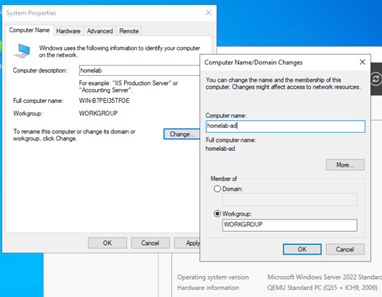 System Properties
Computer Name
Hardware
Advanced
Remote
Windows uses the following information to identify your computer
on the network.
Computer description:
homelab
For example: "IIS Production Server" or
"Accounting Server".
Full computer name:
WIN-B7PEI35TFOE
Workgroup:
WORKGROUP
To rename this computer or change its domain or
workgroup, click Change.
Change...
OK
Cancel
Apply
Computer Name/Domain Changes
You can change the name and the membership of this
computer. Changes might affect access to network resources.
Computer name:
homelab-ad
Full computer name:
homelab-ad
More...
Member of
Domain:
Workgroup:
WORKGROUP
OK
Cancel
Operating system version
Microsoft Windows Server 2022 Datacenter
Hardware information
QEMU Standard PC (Q35 + ICH9, 2009)